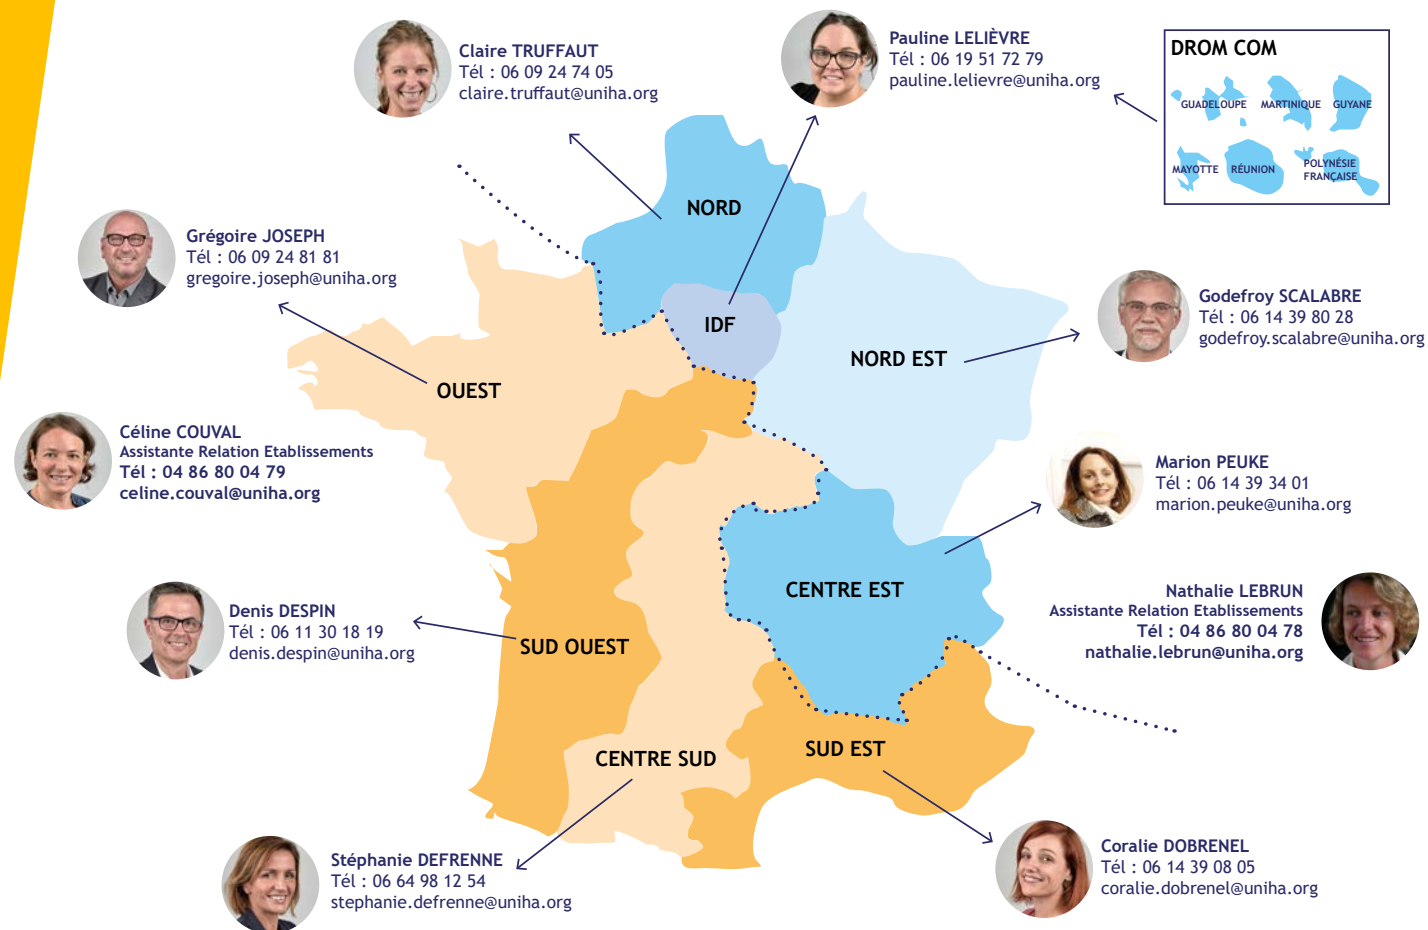 Claire TRUFFAUT
Tél : 06 09 24 74 05
claire.truffaut@uniha.org
Pauline LELIÈVRE
Tél : 06 19 51 72 79
pauline.lelievre@uniha.org
DROM COM
GUADELOUPE
MARTINIQUE
GUYANE
MAYOTTE
RÉUNION
POLYNÉSIE
FRANÇAISE
NORD
Grégoire JOSEPH
Tél : 06 09 24 81 81
gregoire.joseph@uniha.org
IDF
Godefroy SCALABRE
Tél : 06 14 39 80 28
godefroy.scalabre@uniha.org
NORD EST
OUEST
Céline COUVAL
Assistante Relation Etablissements
Tél : 04 86 80 04 79
celine.couval@uniha.org
Marion PEUKE
Tél : 06 14 39 34 01
marion.peuke@uniha.org
CENTRE EST
Nathalie LEBRUN
Assistante Relation Etablissements
Tél : 04 86 80 04 78
nathalie.lebrun@uniha.org
Denis DESPIN
Tél : 06 11 30 18 19
denis.despin@uniha.org
SUD OUEST
CENTRE SUD
SUD EST
Stéphanie DEFRENNE
Tél : 06 64 98 12 54
stephanie.defrenne@uniha.org
Coralie DOBRENEL
Tél : 06 14 39 08 05
coralie.dobrenel@uniha.org